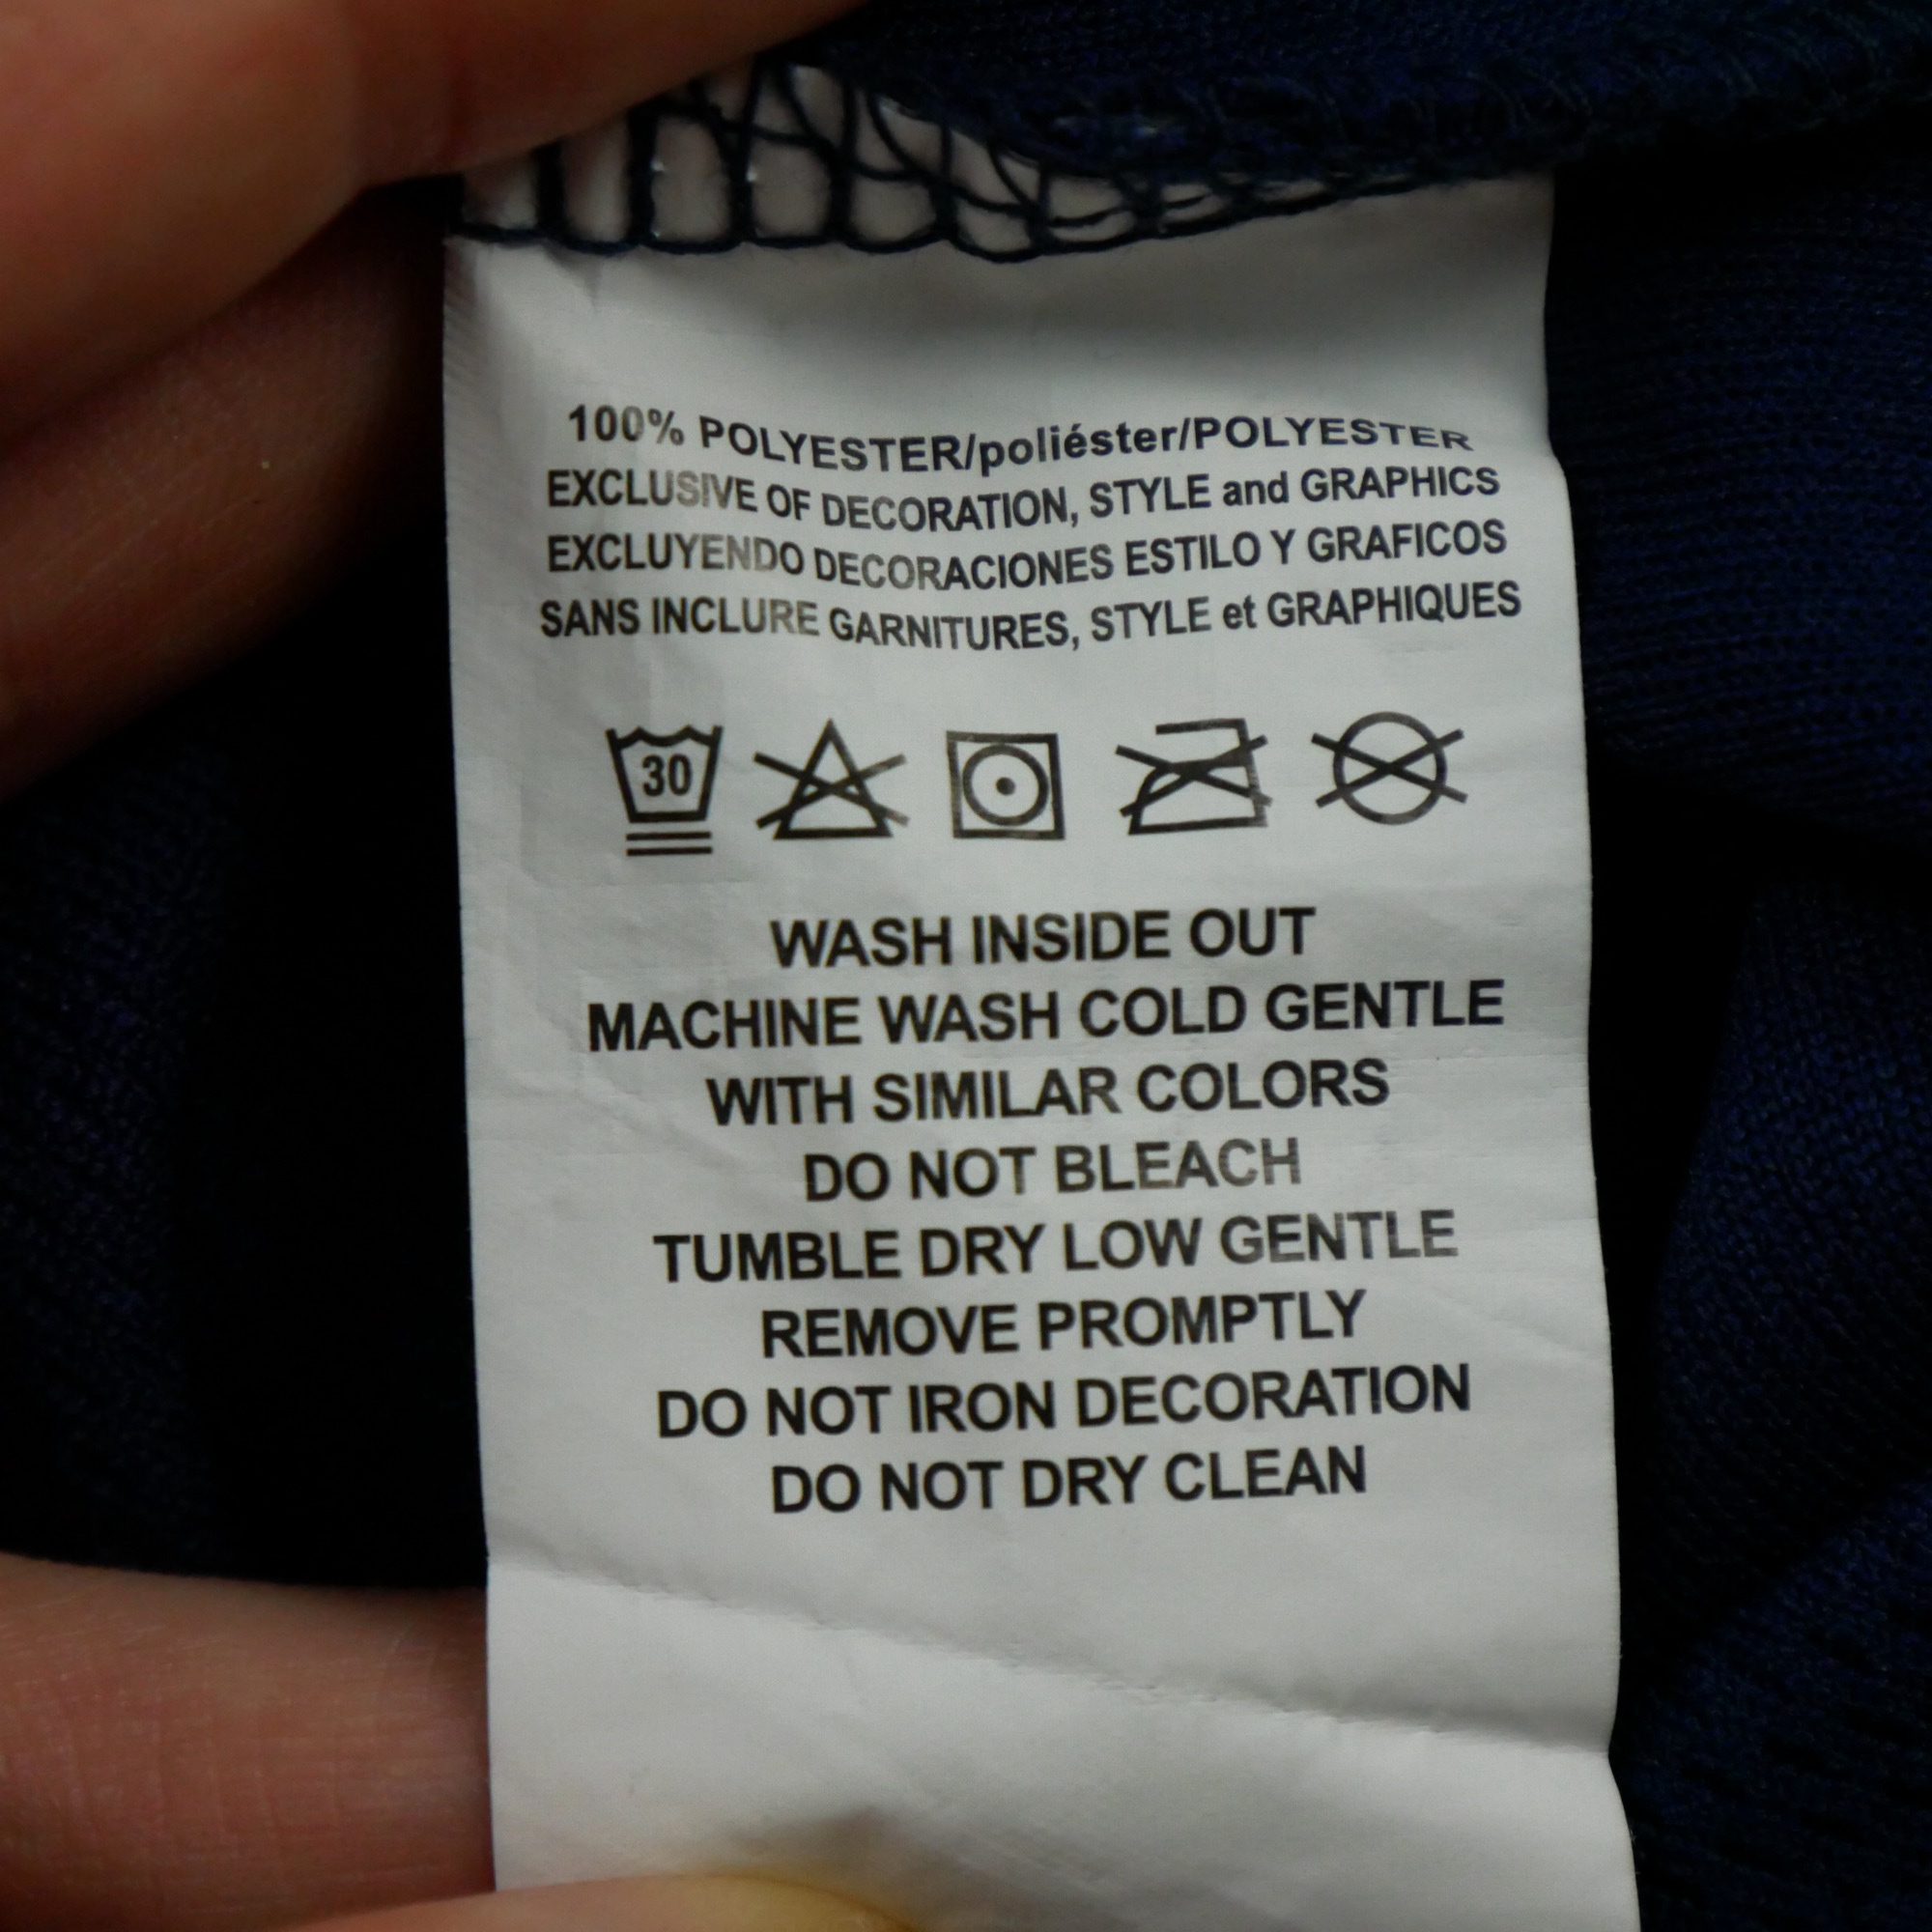 100% POLYESTER/poliéster/POLYESTER
EXCLUSIVE OF DECORATION, STYLE and GRAPHICS
EXCLUYENDO DECORACIONES ESTILO Y GRAFICOS
SANS INCLURE GARNITURES, STYLE et GRAPHIQUES
30
WASH INSIDE OUT
MACHINE WASH COLD GENTLE
WITH SIMILAR COLORS
DO NOT BLEACH
TUMBLE DRY LOW GENTLE
REMOVE PROMPTLY
DO NOT IRON DECORATION
DO NOT DRY CLEAN